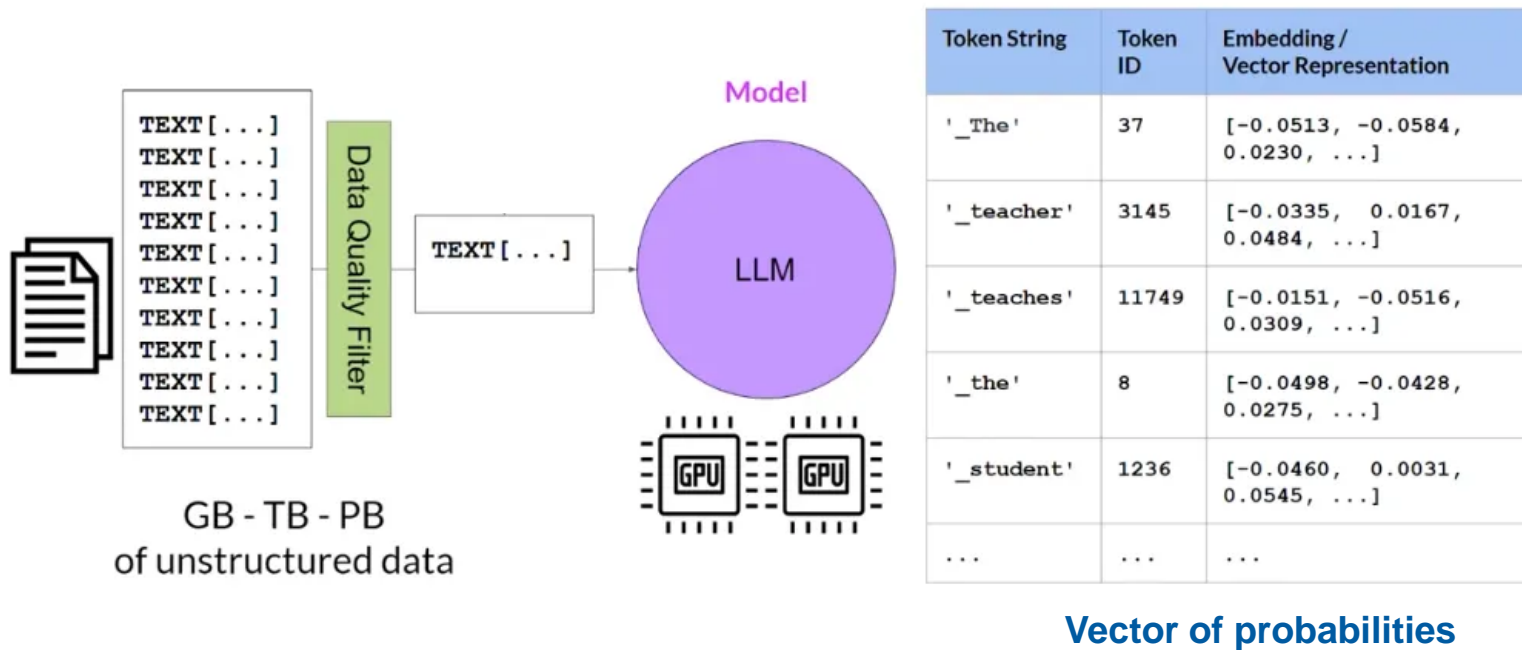 TEXT[...]
TEXT[...]
TEXT[...]
TEXT[...]
TEXT[...]
TEXT[...]
TEXT[...]
TEXT[...]
TEXT[...]
TEXT[...]
GB - TB - PB
of unstructured data
Data Quality Filter
TEXT[...]
Model
LLM
GPU
GPU
Token String
Token
ID
Embedding /
Vector Representation
'_The'
37
[-0.0513, -0.0584,
0.0230, ...]
'_teacher'
3145
[-0.0335, 0.0167,
0.0484, ...]
'_teaches'
11749
[-0.0151, -0.0516,
0.0309, ...]
'_the'
8
[-0.0498, -0.0428,
0.0275, ...]
'_student'
1236
[-0.0460, 0.0031,
0.0545, ...]
...
...
...
Vector of probabilities